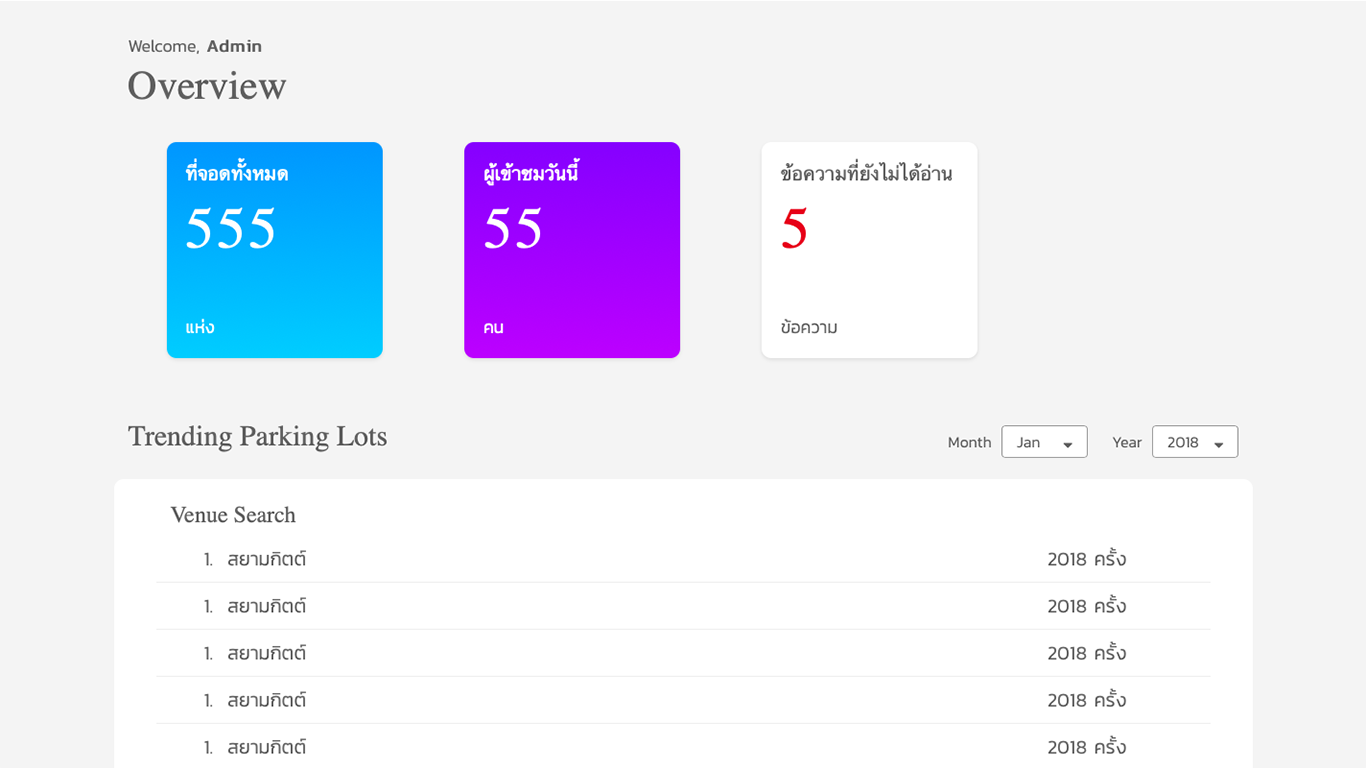 Welcome, Admin
Overview
ที่จอดทั้งหมด
555
แห่ง
ผู้เข้าชมวันนี้
55
คน
ข้อความที่ยังไม่ได้อ่าน
5
ข้อความ
Trending Parking Lots
Month Jan Year 2018
Venue Search
1. สยามกิตต์ 2018 ครั้ง
1. สยามกิตต์ 2018 ครั้ง
1. สยามกิตต์ 2018 ครั้ง
1. สยามกิตต์ 2018 ครั้ง
1. สยามกิตต์ 2018 ครั้ง